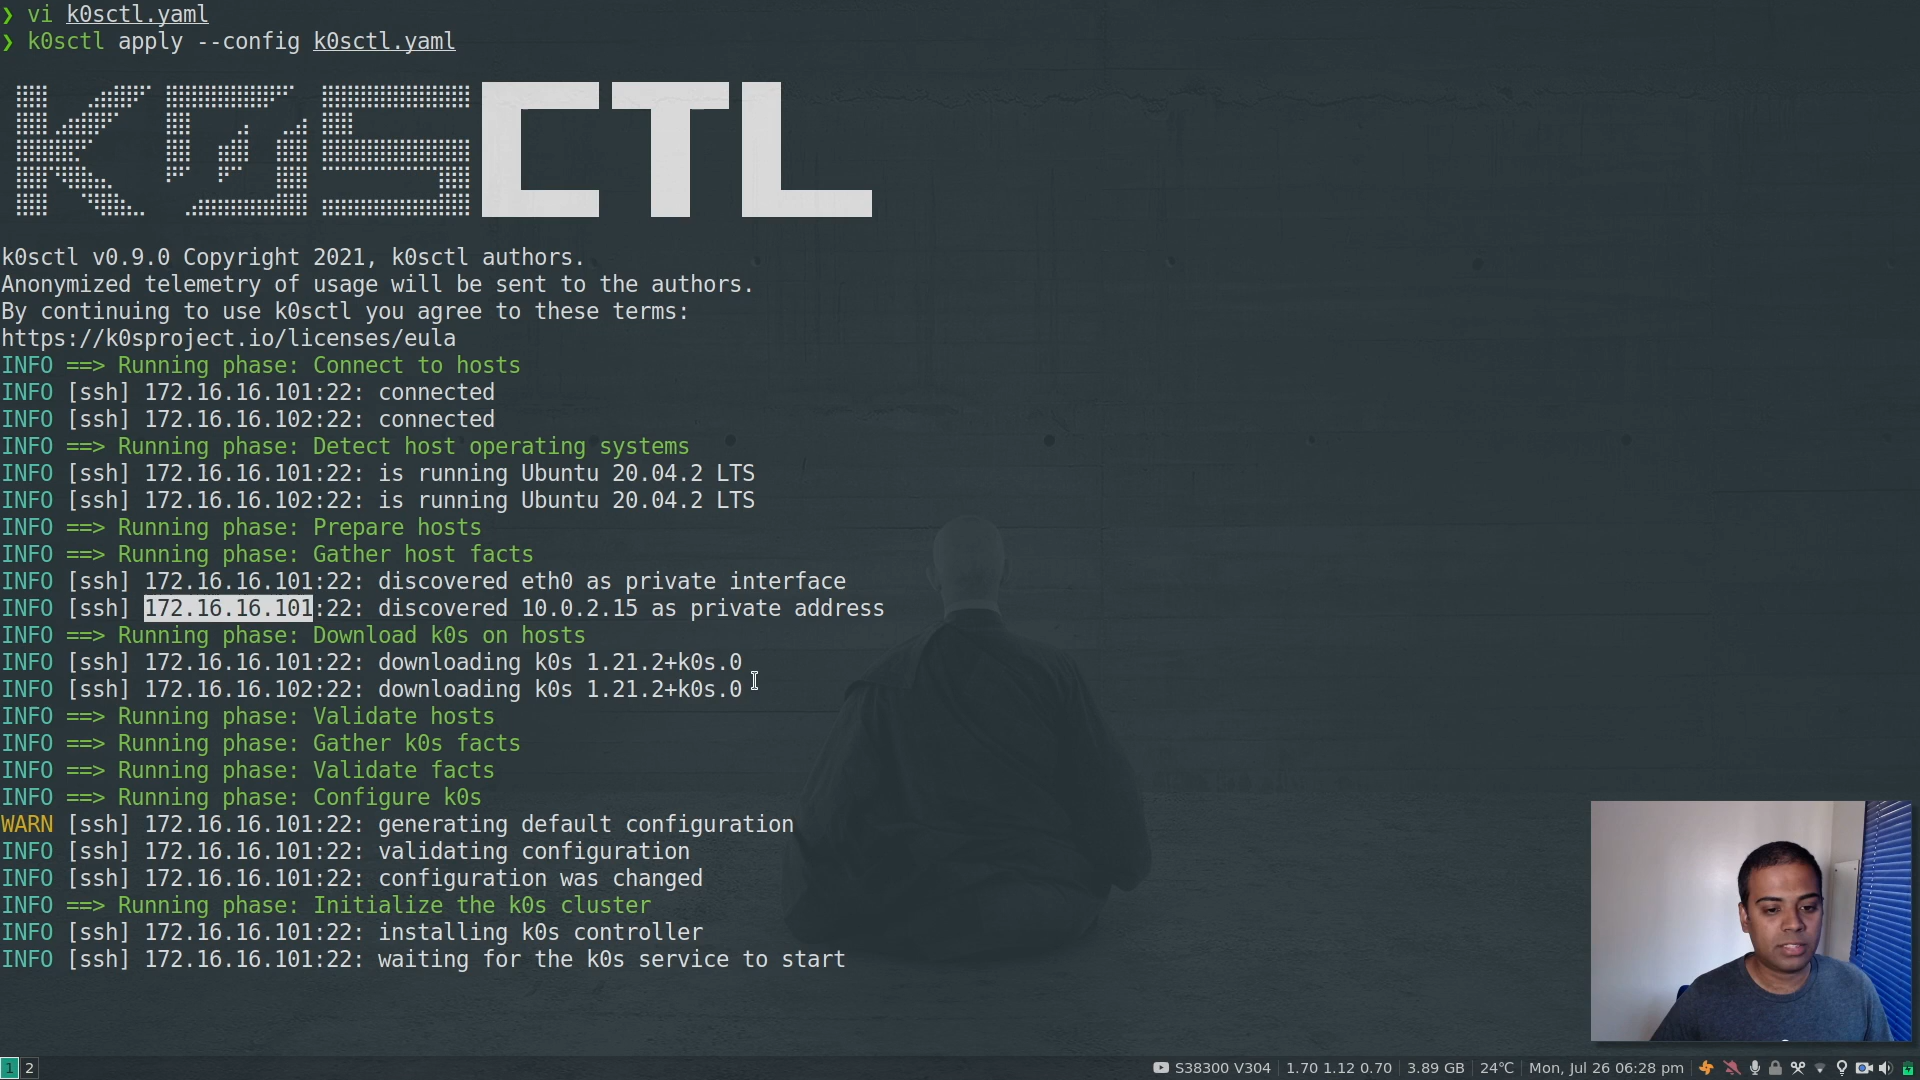 ❯ vi k0sctl.yaml
❯ k0sctl apply --config k0sctl.yaml
K0SCTL
k0sctl v0.9.0 Copyright 2021, k0sctl authors.
Anonymized telemetry of usage will be sent to the authors.
By continuing to use k0sctl you agree to these terms:
https://k0sproject.io/licenses/eula
INFO ==> Running phase: Connect to hosts
INFO [ssh] 172.16.16.101:22: connected
INFO [ssh] 172.16.16.102:22: connected
INFO ==> Running phase: Detect host operating systems
INFO [ssh] 172.16.16.101:22: is running Ubuntu 20.04.2 LTS
INFO [ssh] 172.16.16.102:22: is running Ubuntu 20.04.2 LTS
INFO ==> Running phase: Prepare hosts
INFO ==> Running phase: Gather host facts
INFO [ssh] 172.16.16.101:22: discovered eth0 as private interface
INFO [ssh] 172.16.16.101:22: discovered 10.0.2.15 as private address
INFO ==> Running phase: Download k0s on hosts
INFO [ssh] 172.16.16.101:22: downloading k0s 1.21.2+k0s.0
INFO [ssh] 172.16.16.102:22: downloading k0s 1.21.2+k0s.0
INFO ==> Running phase: Validate hosts
INFO ==> Running phase: Gather k0s facts
INFO ==> Running phase: Validate facts
INFO ==> Running phase: Configure k0s
WARN [ssh] 172.16.16.101:22: generating default configuration
INFO [ssh] 172.16.16.101:22: validating configuration
INFO [ssh] 172.16.16.101:22: configuration was changed
INFO ==> Running phase: Initialize the k0s cluster
INFO [ssh] 172.16.16.101:22: installing k0s controller
INFO [ssh] 172.16.16.101:22: waiting for the k0s service to start
1 2 S38300 V304 1.70 1.12 0.70 3.89 GB 24℃ Mon, Jul 26 06:28 pm